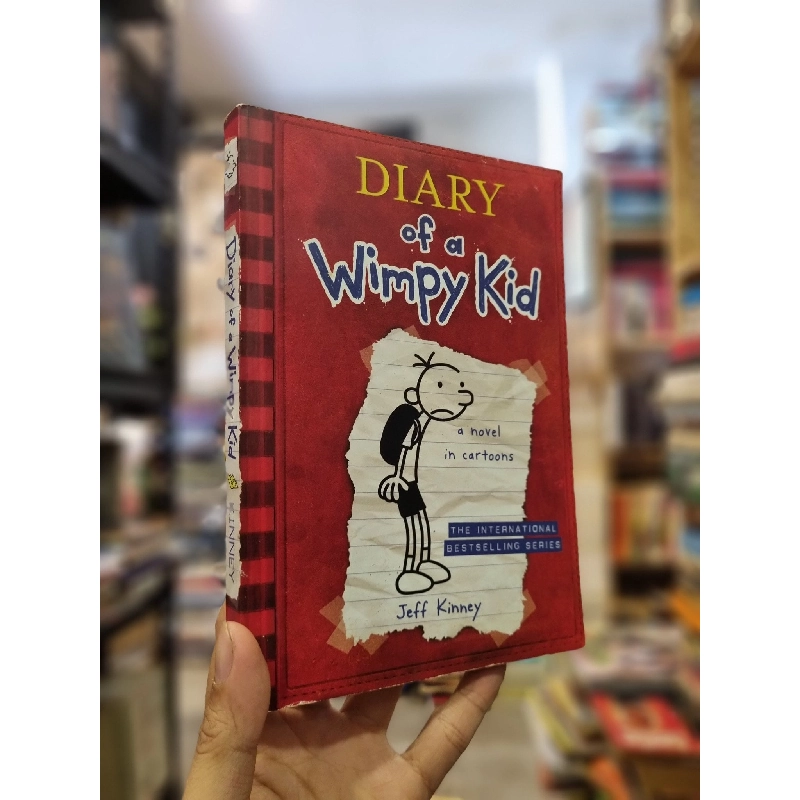 DIARY
of a
Wimpy Kid
a novel
in cartoons
THE INTERNATIONAL
BESTSELLING SERIES
Jeff Kinney
Diary of a Wimpy Kid
KINNEY